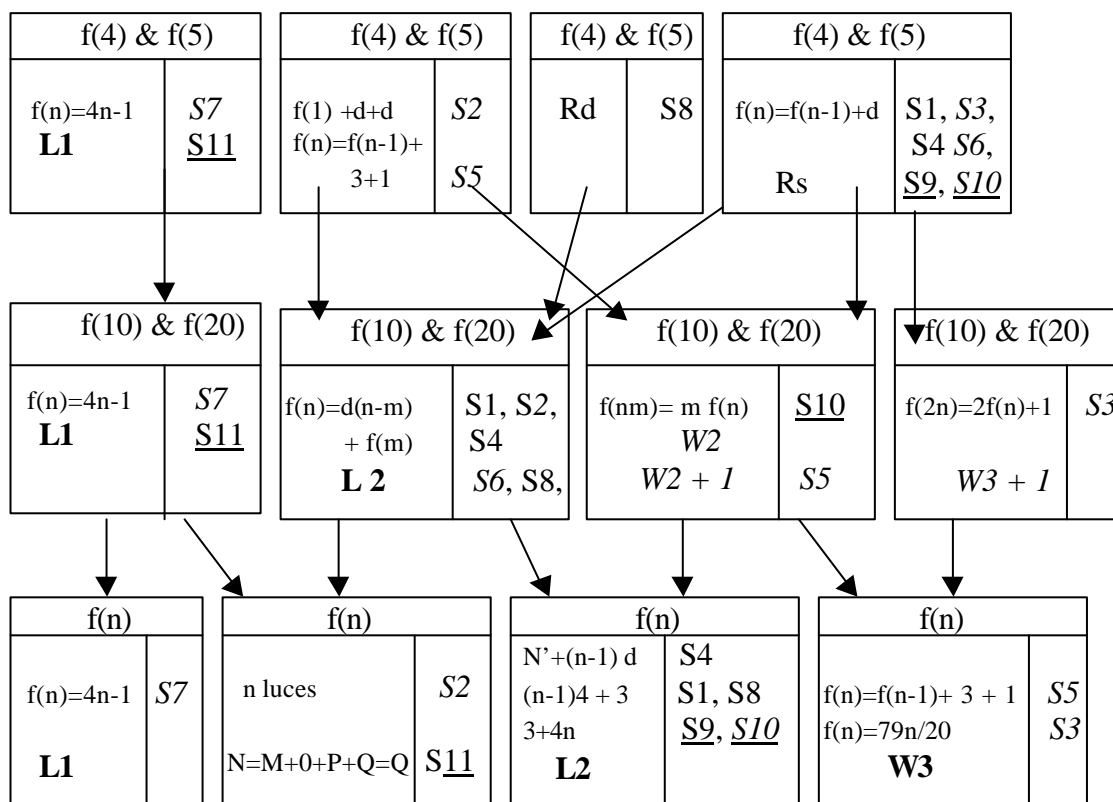 f(4) & f(5)
f(n)=4n-1
L1
S7
S11
f(4) & f(5)
f(1) +d+d
f(n)=f(n-1)+
3+1
S2
S5
f(4) & f(5)
Rd
S8
f(4) & f(5)
f(n)=f(n-1)+d
Rs
S1, S3,
S4 S6,
S9, S10
f(10) & f(20)
f(n)=4n-1
L1
S7
S11
f(10) & f(20)
f(n)=d(n-m)
+ f(m)
L 2
S1, S2,
S4
S6, S8,
f(10) & f(20)
f(nm)= m f(n)
W2
W2 + 1
S10
S5
f(10) & f(20)
f(2n)=2f(n)+1
W3 + 1
S3
f(n)
f(n)=4n-1
L1
S7
f(n)
n luces
N=M+0+P+Q=Q
S2
S11
f(n)
N'+(n-1) d
(n-1)4 + 3
3+4n
L2
S4
S1, S8
S9, S10
f(n)
f(n)=f(n-1)+ 3 + 1
f(n)=79n/20
W3
S5
S3